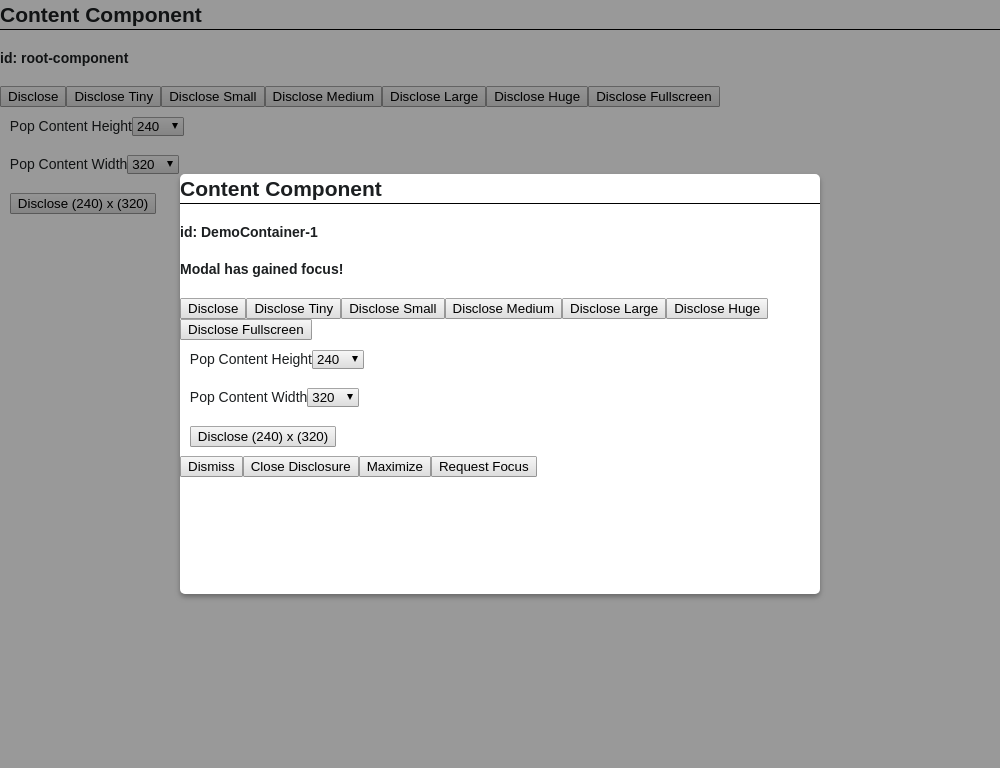 Content Component
id: root-component
Disclose Disclose Tiny Disclose Small Disclose Medium Disclose Large Disclose Huge Disclose Fullscreen
Pop Content Height 240
Pop Content Width 320
Disclose (240) x (320)
Content Component
id: DemoContainer-1
Modal has gained focus!
Disclose Disclose Tiny Disclose Small Disclose Medium Disclose Large Disclose Huge
Disclose Fullscreen
Pop Content Height 240
Pop Content Width 320
Disclose (240) x (320)
Dismiss Close Disclosure Maximize Request Focus